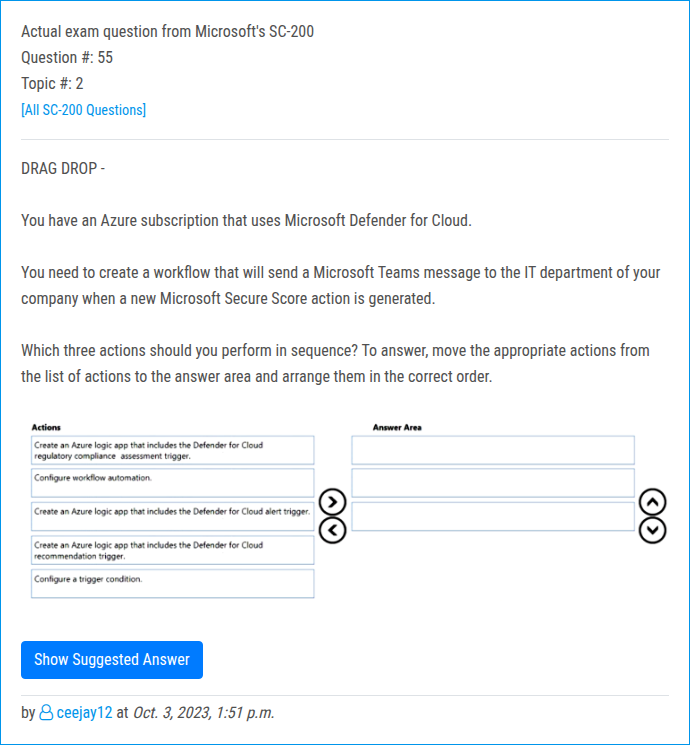 Actual exam question from Microsoft's SC-200
Question #: 55
Topic #: 2
[All SC-200 Questions]
DRAG DROP -
You have an Azure subscription that uses Microsoft Defender for Cloud.
You need to create a workflow that will send a Microsoft Teams message to the IT department of your
company when a new Microsoft Secure Score action is generated.
Which three actions should you perform in sequence? To answer, move the appropriate actions from
the list of actions to the answer area and arrange them in the correct order.
Actions
Create an Azure logic app that includes the Defender for Cloud
regulatory compliance assessment trigger.
Configure workflow automation.
Create an Azure logic app that includes the Defender for Cloud alert trigger.
Create an Azure logic app that includes the Defender for Cloud
recommendation trigger.
Configure a trigger condition.
Answer Area
Show Suggested Answer
by ceejay12 at Oct. 3, 2023, 1:51 p.m.